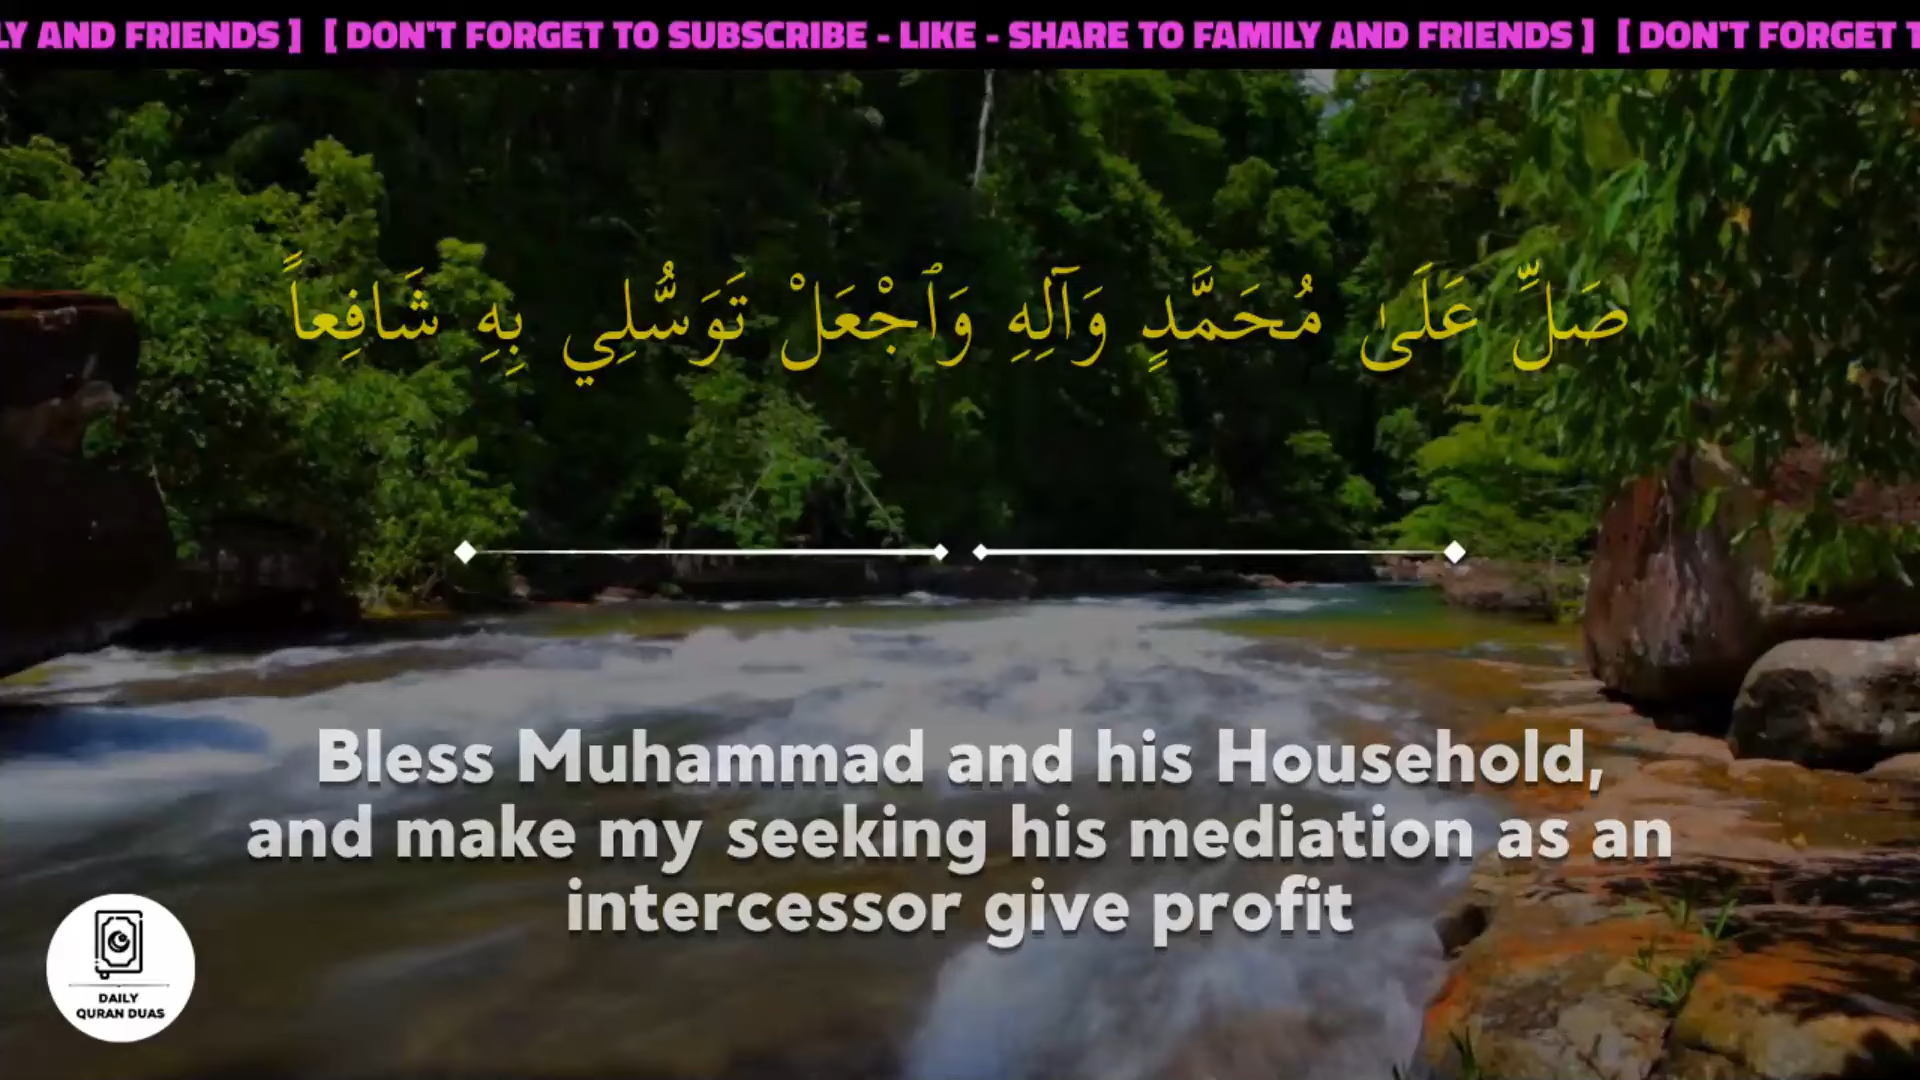 LY AND FRIENDS ] [ DON'T FORGET TO SUBSCRIBE - LIKE - SHARE TO FAMILY AND FRIENDS ] [ DON'T FORGET T
صَلِّ عَلَىٰ مُحَمَّدٍ وَآلِهِ وَٱجْعَلْ تَوَسُّلِي بِهِ شَافِعاً
Bless Muhammad and his Household,
and make my seeking his mediation as an
intercessor give profit
DAILY
QURAN DUAS